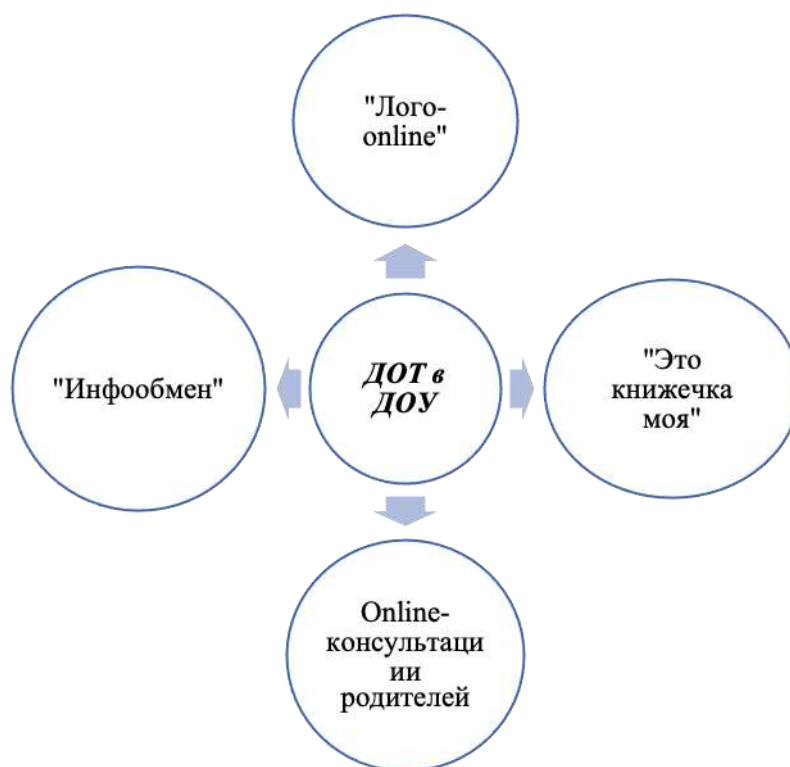 "Лого-
online"
"Инфообмен"
ДОТ в
ДОУ
"Это
книжечка
моя"
Online-
консультаци
ии
родителей